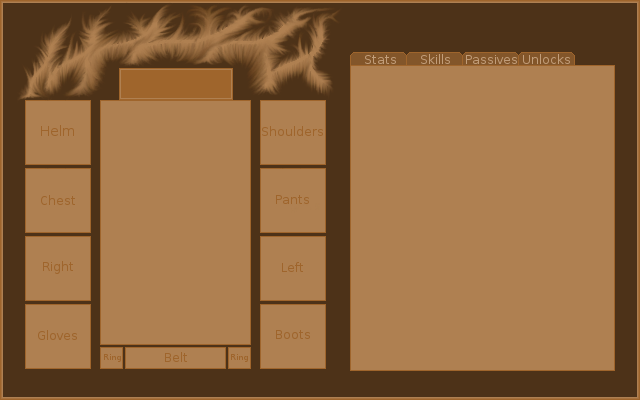 Stats Skills Passives Unlocks
Helm
Shoulders
Chest
Pants
Right
Left
Gloves
Boots
Ring Belt Ring